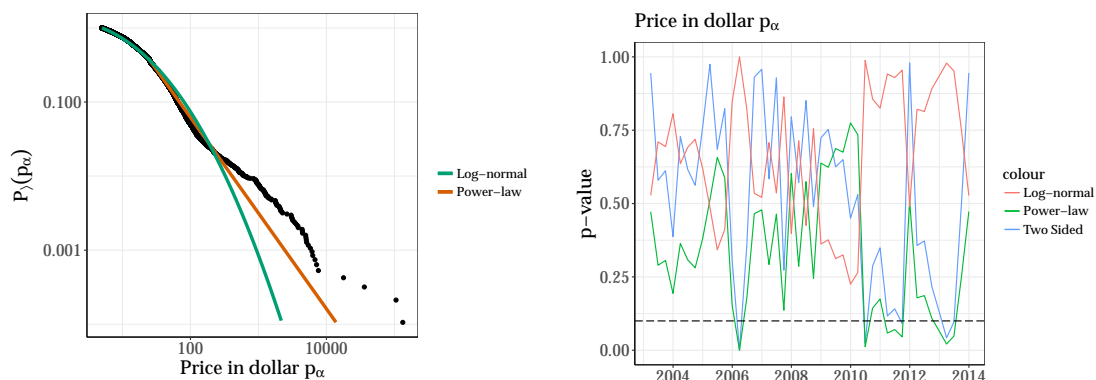 P⟩(pα)
0.100
0.001
100
10000
Price in dollar pα
Log−normal
Power−law
Price in dollar pα
p−value
1.00
0.75
0.50
0.25
0.00
2004
2006
2008
2010
2012
2014
colour
Log−normal
Power−law
Two Sided